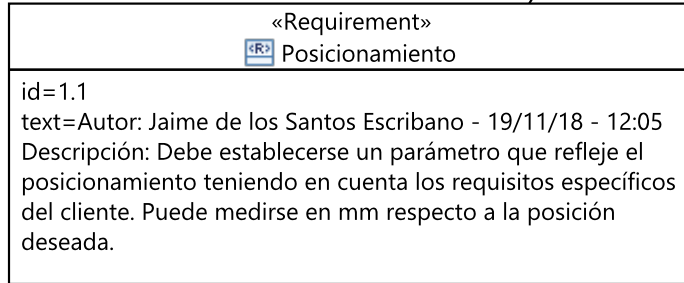 «Requirement»
<R> Posicionamiento
id=1.1
text=Autor: Jaime de los Santos Escribano - 19/11/18 - 12:05
Descripción: Debe establecerse un parámetro que refleje el
posicionamiento teniendo en cuenta los requisitos específicos
del cliente. Puede medirse en mm respecto a la posición
deseada.